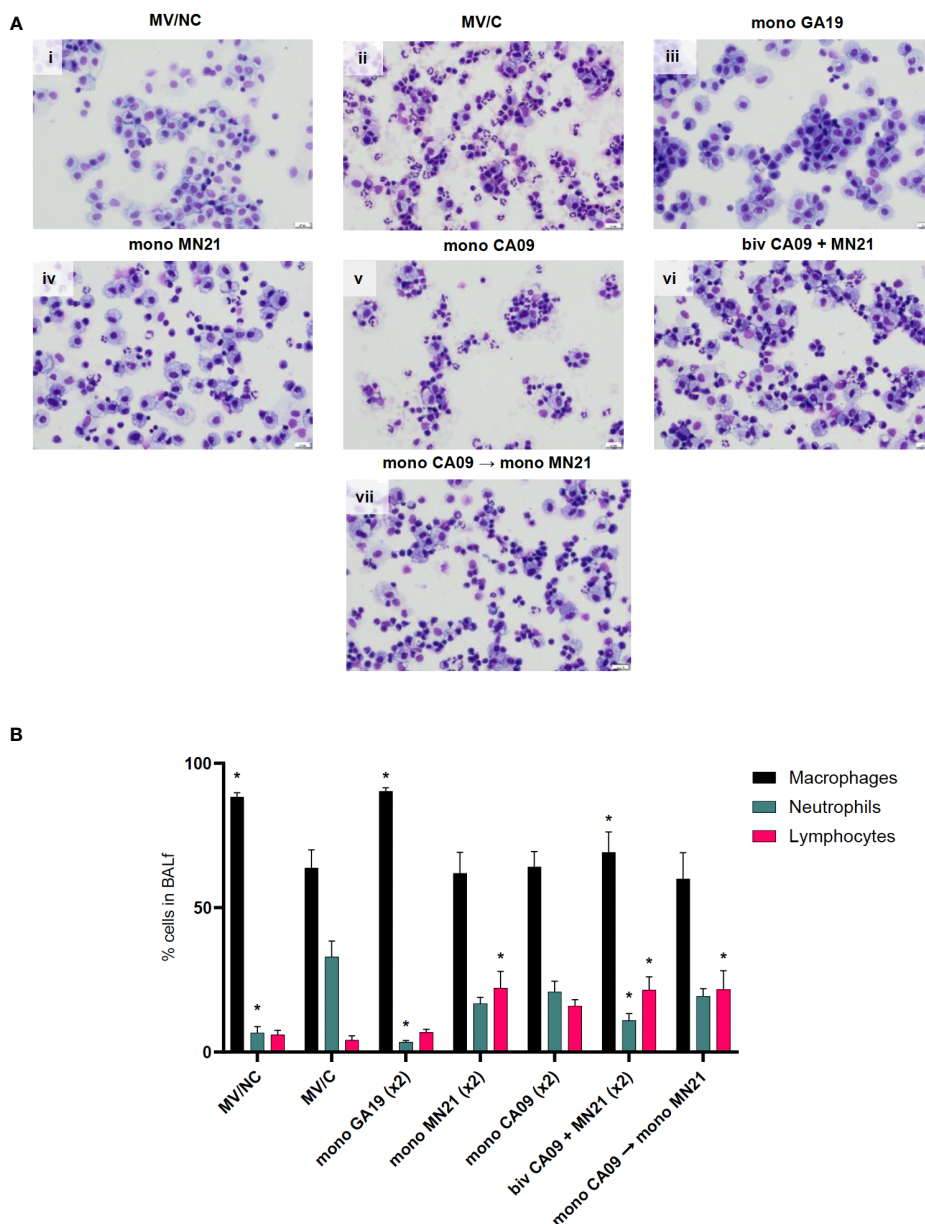 A
MV/NC
MV/C
mono GA19
i
ii
iii
mono MN21
mono CA09
biv CA09 + MN21
iv
v
vi
mono CA09 → mono MN21
vii
B
100
50
0
% cells in BALf
* * * * * * * * *
Macrophages
Neutrophils
Lymphocytes
MV/NC
MV/C
mono GA19 (x2)
mono MN21 (x2)
mono CA09 (x2)
biv CA09 + MN21 (x2)
mono CA09 → mono MN21